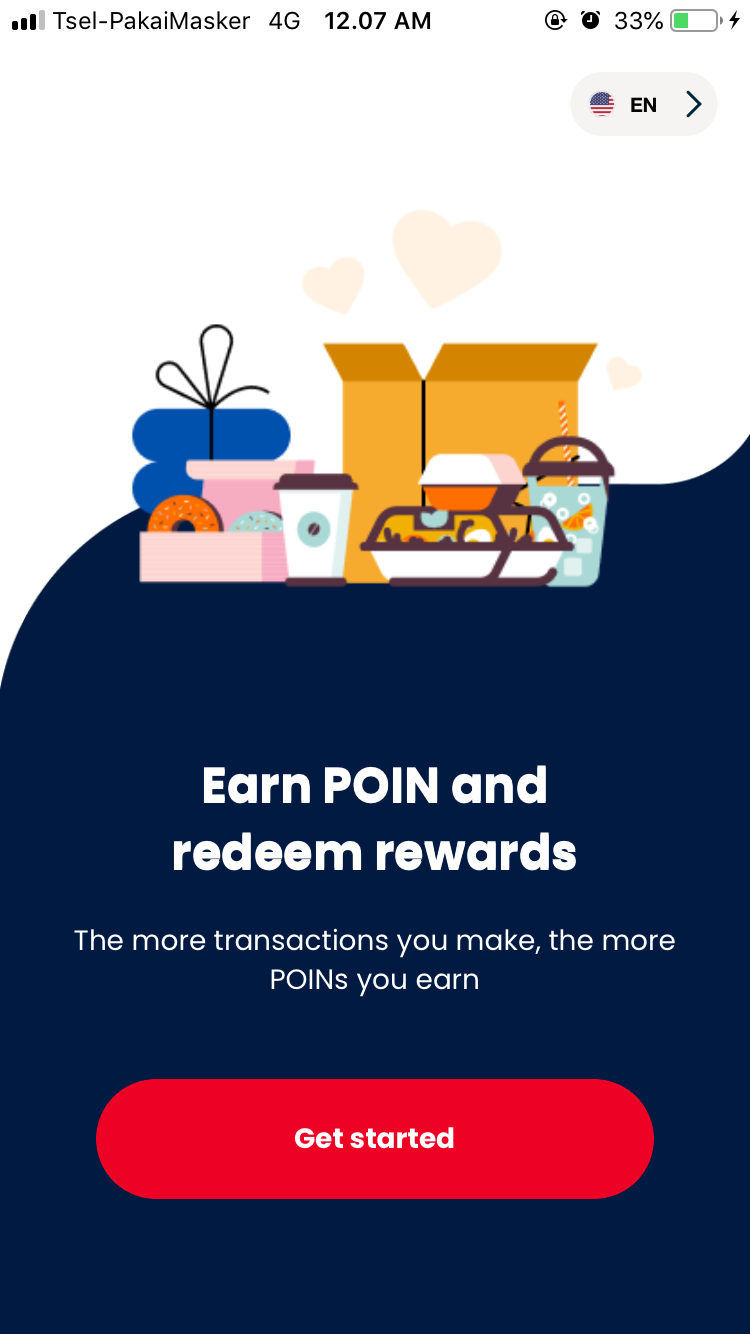 Tsel-PakaiMasker 4G 12.07 AM 33%
EN
Earn POIN and
redeem rewards
The more transactions you make, the more
POINs you earn
Get started